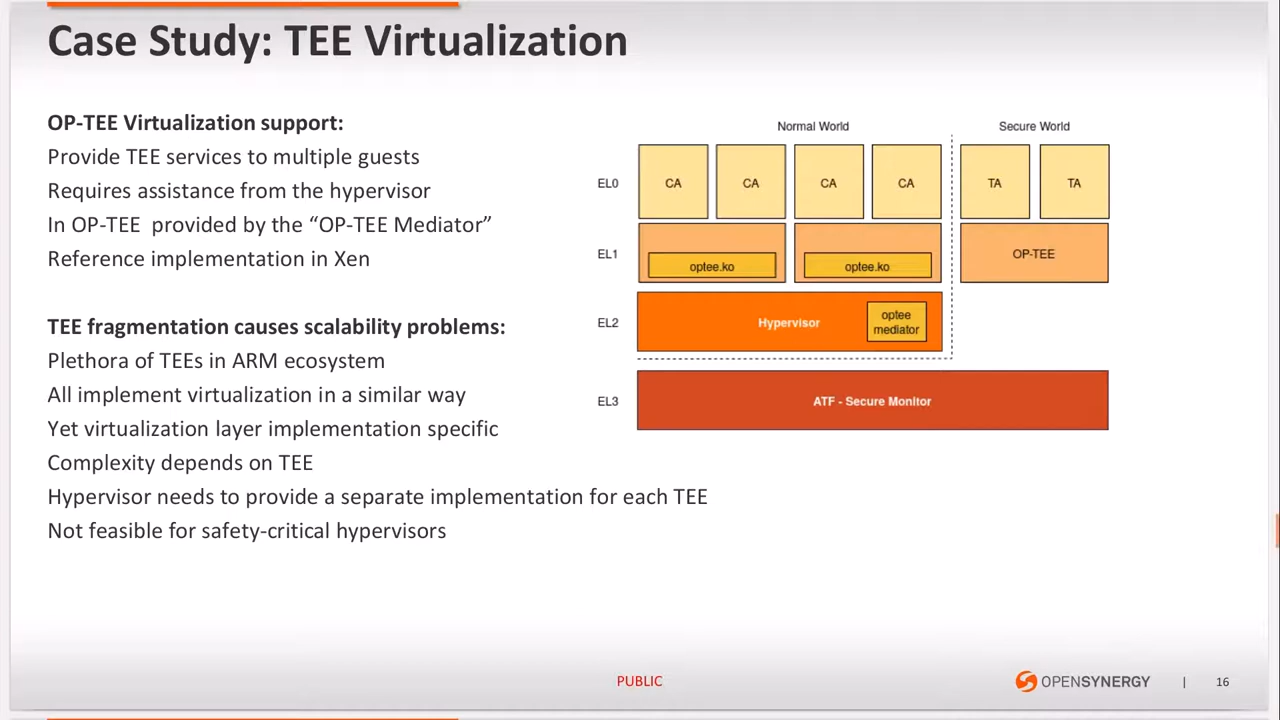 Case Study: TEE Virtualization
OP-TEE Virtualization support:
Provide TEE services to multiple guests
Requires assistance from the hypervisor
In OP-TEE provided by the “OP-TEE Mediator”
Reference implementation in Xen
TEE fragmentation causes scalability problems:
Plethora of TEEs in ARM ecosystem
All implement virtualization in a similar way
Yet virtualization layer implementation specific
Complexity depends on TEE
Hypervisor needs to provide a separate implementation for each TEE
Not feasible for safety-critical hypervisors
Normal World Secure World
EL0 CA CA CA CA TA TA
EL1 optee.ko optee.ko OP-TEE
EL2 Hypervisor optee
mediator
EL3 ATF - Secure Monitor
PUBLIC OPENSYNERGY | 16